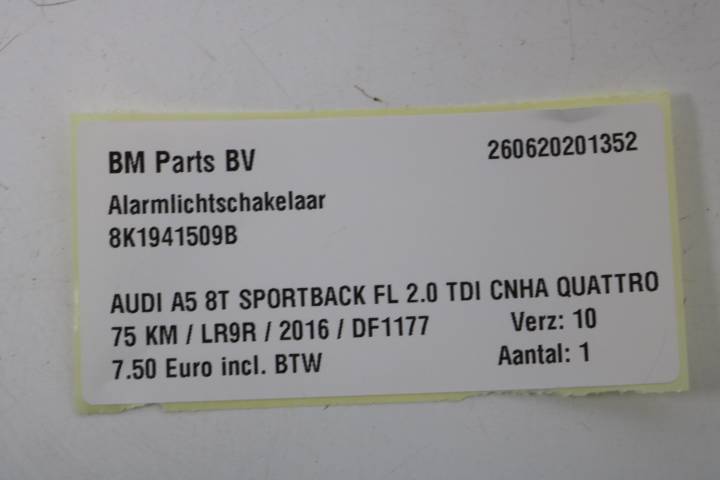 BM Parts BV 260620201352
Alarmlichtschakelaar
8K1941509B
AUDI A5 8T SPORTBACK FL 2.0 TDI CNHA QUATTRO
75 KM / LR9R / 2016 / DF1177 Verz: 10
7.50 Euro incl. BTW Aantal: 1